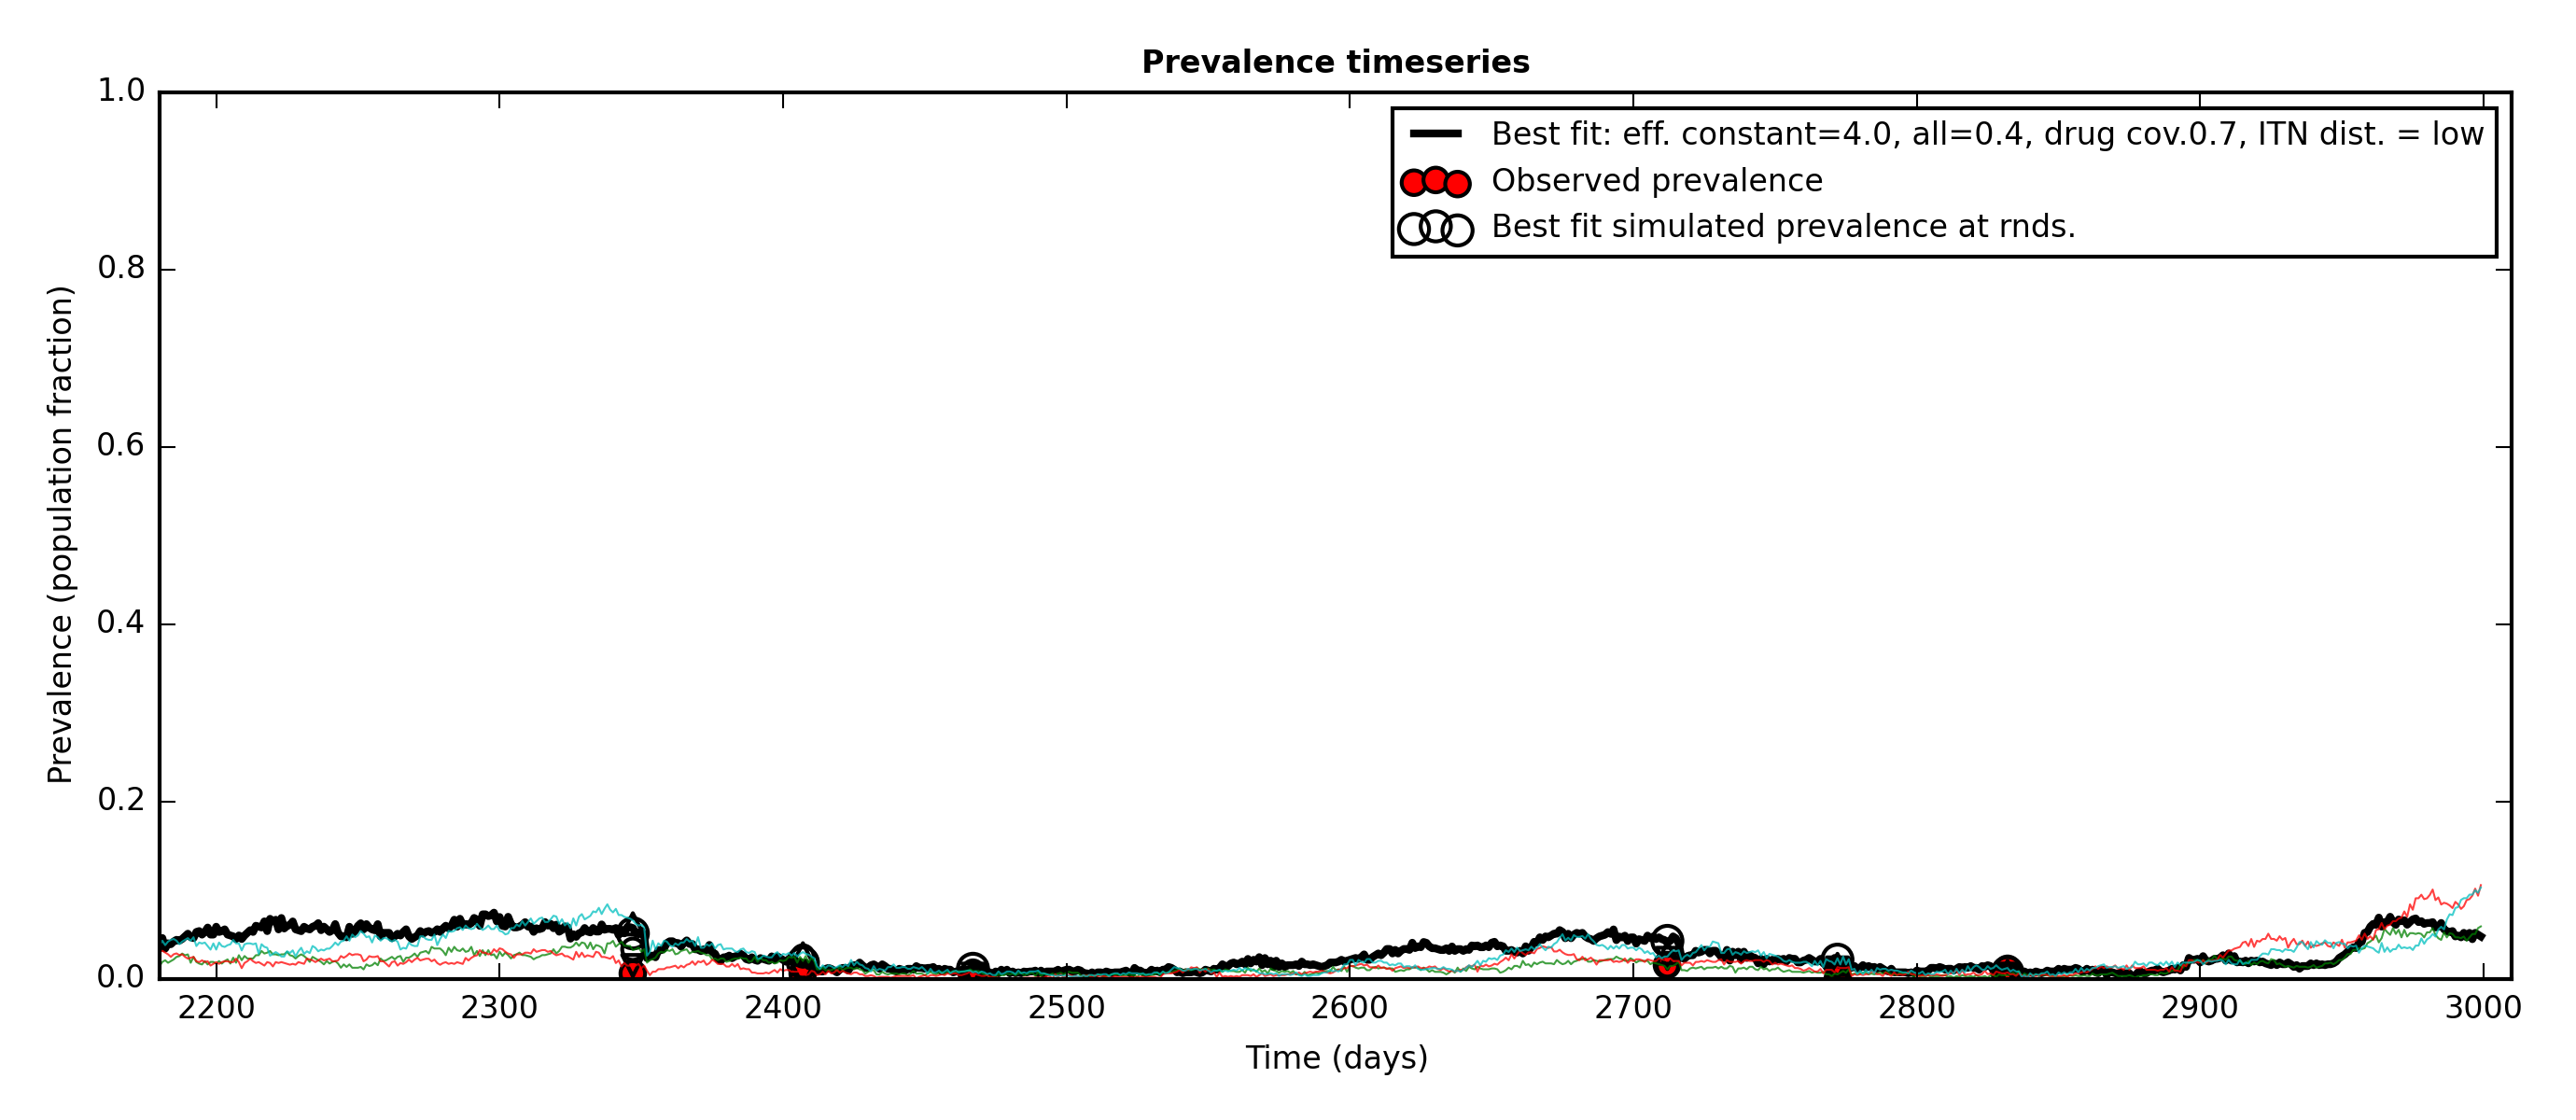 Prevalence timeseries
1.0
0.8
0.6
0.4
0.2
0.0
Prevalence (population fraction)
Best fit: eff. constant=4.0, all=0.4, drug cov.0.7, ITN dist. = low
Observed prevalence
Best fit simulated prevalence at rnds.
2200 2300 2400 2500 2600 2700 2800 2900 3000
Time (days)